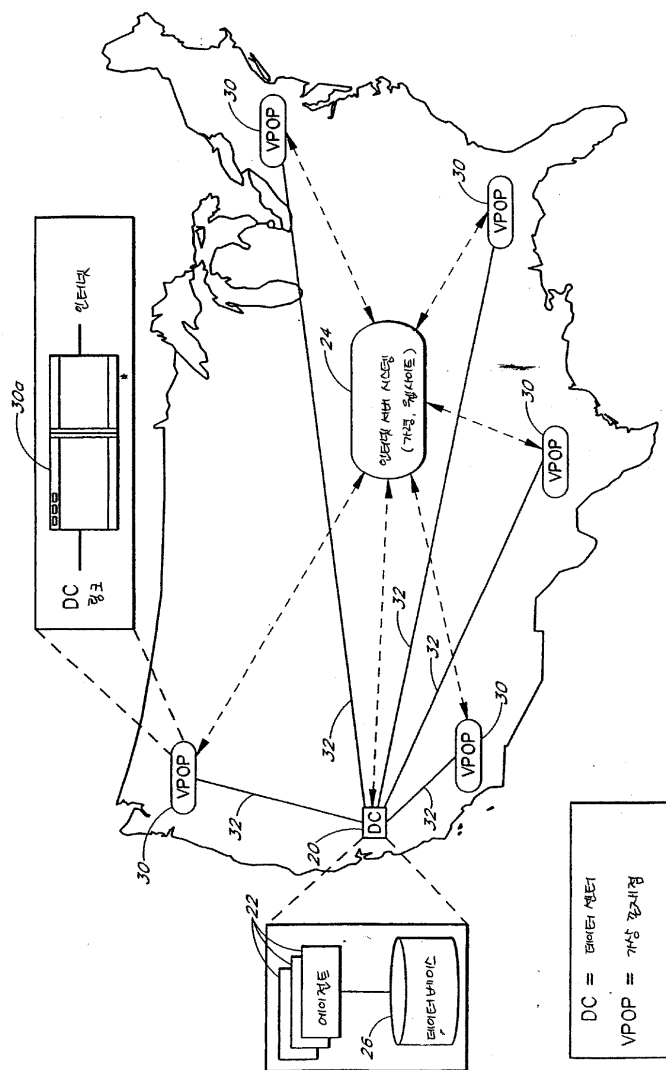 30a
DC
링크
인터넷
*
30
VPOP
30
VPOP
32
24
인터넷 서버 시스템
(가령, 웹사이트)
30
VPOP
30
VPOP
30
VPOP
32
32
32
32
20
DC
22
에이전트
26
데이터베이스
DC = 데이터 센터
VPOP = 가상 존재점